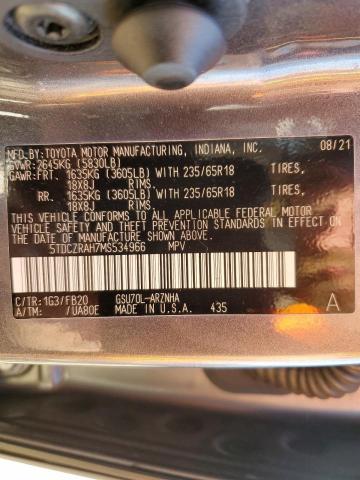 MFD.BY:TOYOTA MOTOR MANUFACTURING, INDIANA, INC. 08/21
GVWR: 2645KG (5830LB)
GAWR:FRT. 1635KG (3605LB) WITH 235/65R18 TIRES,
18X8J RIMS.
RR. 1635KG (3605LB) WITH 235/65R18 TIRES,
18X8J RIMS.
THIS VEHICLE CONFORMS TO ALL APPLICABLE FEDERAL MOTOR
VEHICLE SAFETY STANDARDS IN EFFECT ON THE DATE OF
MANUFACTURE SHOWN ABOVE.
5TDCZRAH7MS534966 MPV
C/TR:1G3/FB20 GSU70L-ARZNHA
A/TM: /UA80E MADE IN U.S.A. 435 A